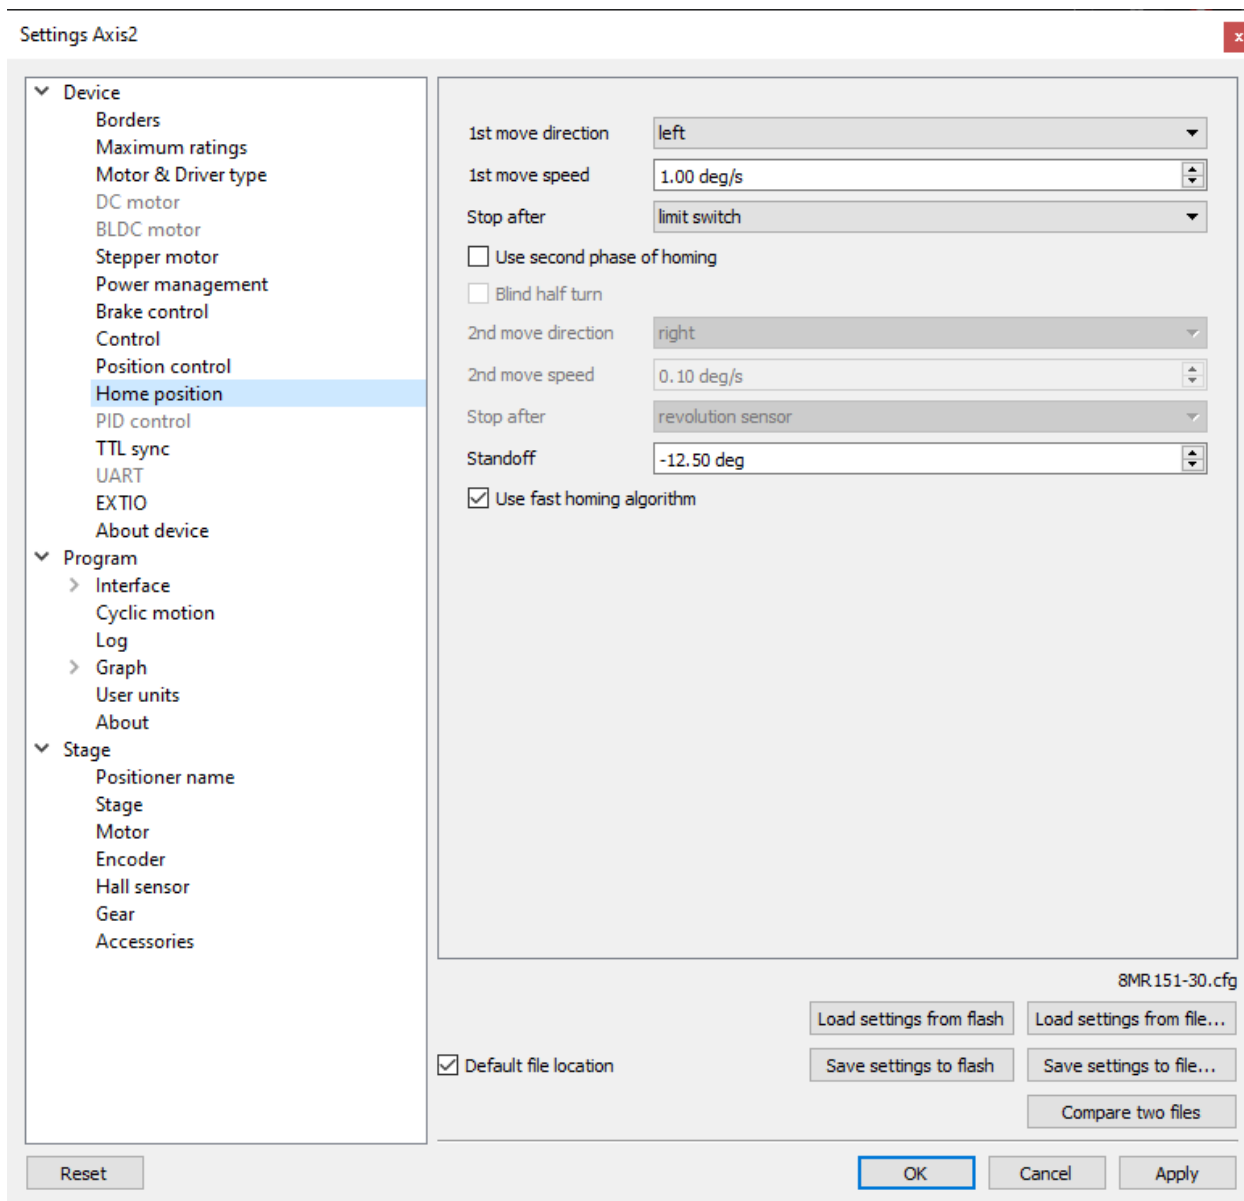 Settings Axis2
x
Device
Borders
Maximum ratings
Motor & Driver type
DC motor
BLDC motor
Stepper motor
Power management
Brake control
Control
Position control
Home position
PID control
TTL sync
UART
EXTIO
About device
Program
Interface
Cyclic motion
Log
Graph
User units
About
Stage
Positioner name
Stage
Motor
Encoder
Hall sensor
Gear
Accessories
1st move direction left
1st move speed 1.00 deg/s
Stop after limit switch
Use second phase of homing
Blind half turn
2nd move direction right
2nd move speed 0.10 deg/s
Stop after revolution sensor
Standoff -12.50 deg
Use fast homing algorithm
8MR151-30.cfg
Load settings from flash Load settings from file...
Default file location Save settings to flash Save settings to file...
Compare two files
Reset OK Cancel Apply